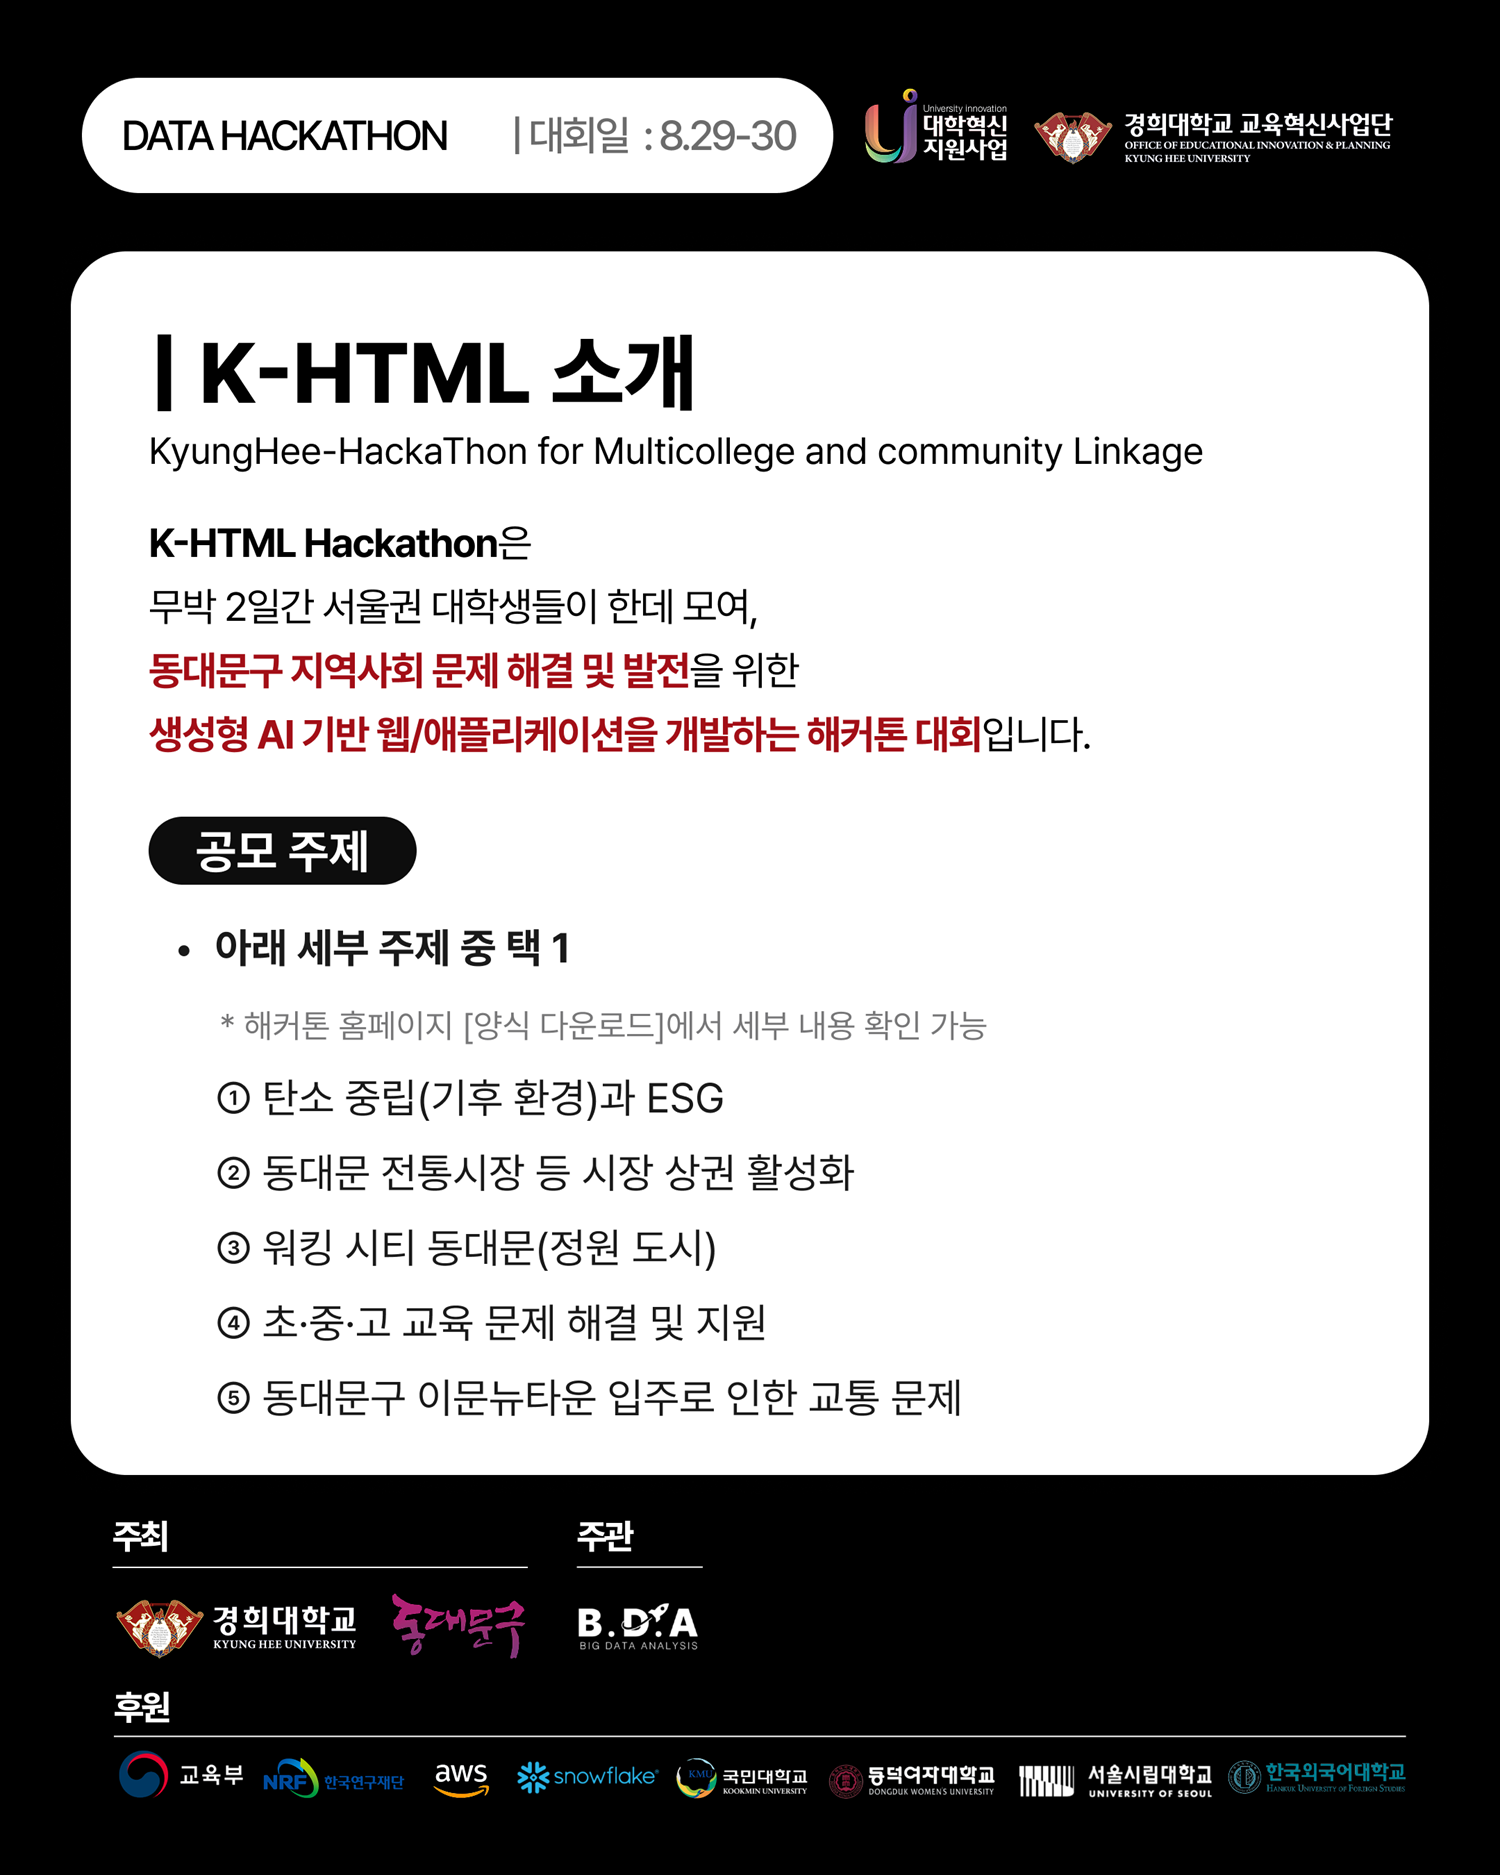 DATA HACKATHON | 대회일 : 8.29-30
University innovation
대학혁신
지원사업
경희대학교 교육혁신사업단
OFFICE OF EDUCATIONAL INNOVATION & PLANNING
KYUNG HEE UNIVERSITY
| K-HTML 소개
KyungHee-HackaThon for Multicollege and community Linkage
K-HTML Hackathon은
무박 2일간 서울권 대학생들이 한데 모여,
동대문구 지역사회 문제 해결 및 발전을 위한
생성형 AI 기반 웹/애플리케이션을 개발하는 해커톤 대회입니다.
공모 주제
• 아래 세부 주제 중 택 1
* 해커톤 홈페이지 [양식 다운로드]에서 세부 내용 확인 가능
① 탄소 중립(기후 환경)과 ESG
② 동대문 전통시장 등 시장 상권 활성화
③ 워킹 시티 동대문(정원 도시)
④ 초·중·고 교육 문제 해결 및 지원
⑤ 동대문구 이문뉴타운 입주로 인한 교통 문제
주최
경희대학교
KYUNG HEE UNIVERSITY
동대문구
주관
B.D.A
BIG DATA ANALYSIS
후원
교육부
NRF 한국연구재단
aws
snowflake®
KMU 국민대학교
KOOKMIN UNIVERSITY
동덕여자대학교
DONGDUK WOMEN'S UNIVERSITY
서울시립대학교
UNIVERSITY OF SEOUL
한국외국어대학교
HANKUK UNIVERSITY OF FOREIGN STUDIES